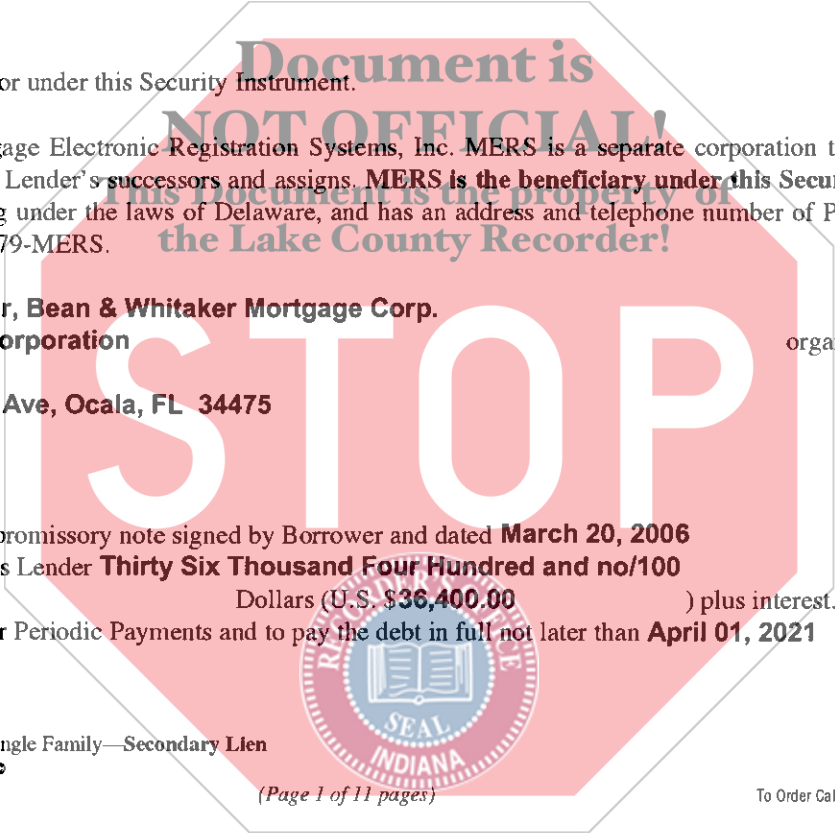 Document is
or under this Security Instrument.
NOT OFFICIAL!
gage Electronic Registration Systems, Inc. MERS is a separate corporation t
Lender's successors and assigns. MERS is the beneficiary under this Secu
This Document is the property of
g under the laws of Delaware, and has an address and telephone number of P
79-MERS.
the Lake County Recorder!
r, Bean & Whitaker Mortgage Corp.
orporation orga
Ave, Ocala, FL 34475
STOP
promissory note signed by Borrower and dated March 20, 2006
s Lender Thirty Six Thousand Four Hundred and no/100
Dollars (U.S. $36,400.00 ) plus interest.
r Periodic Payments and to pay the debt in full not later than April 01, 2021
RECORDER'S OFFICE
SEAL
INDIANA
ngle Family—Secondary Lien
(Page 1 of 11 pages)
To Order Cal